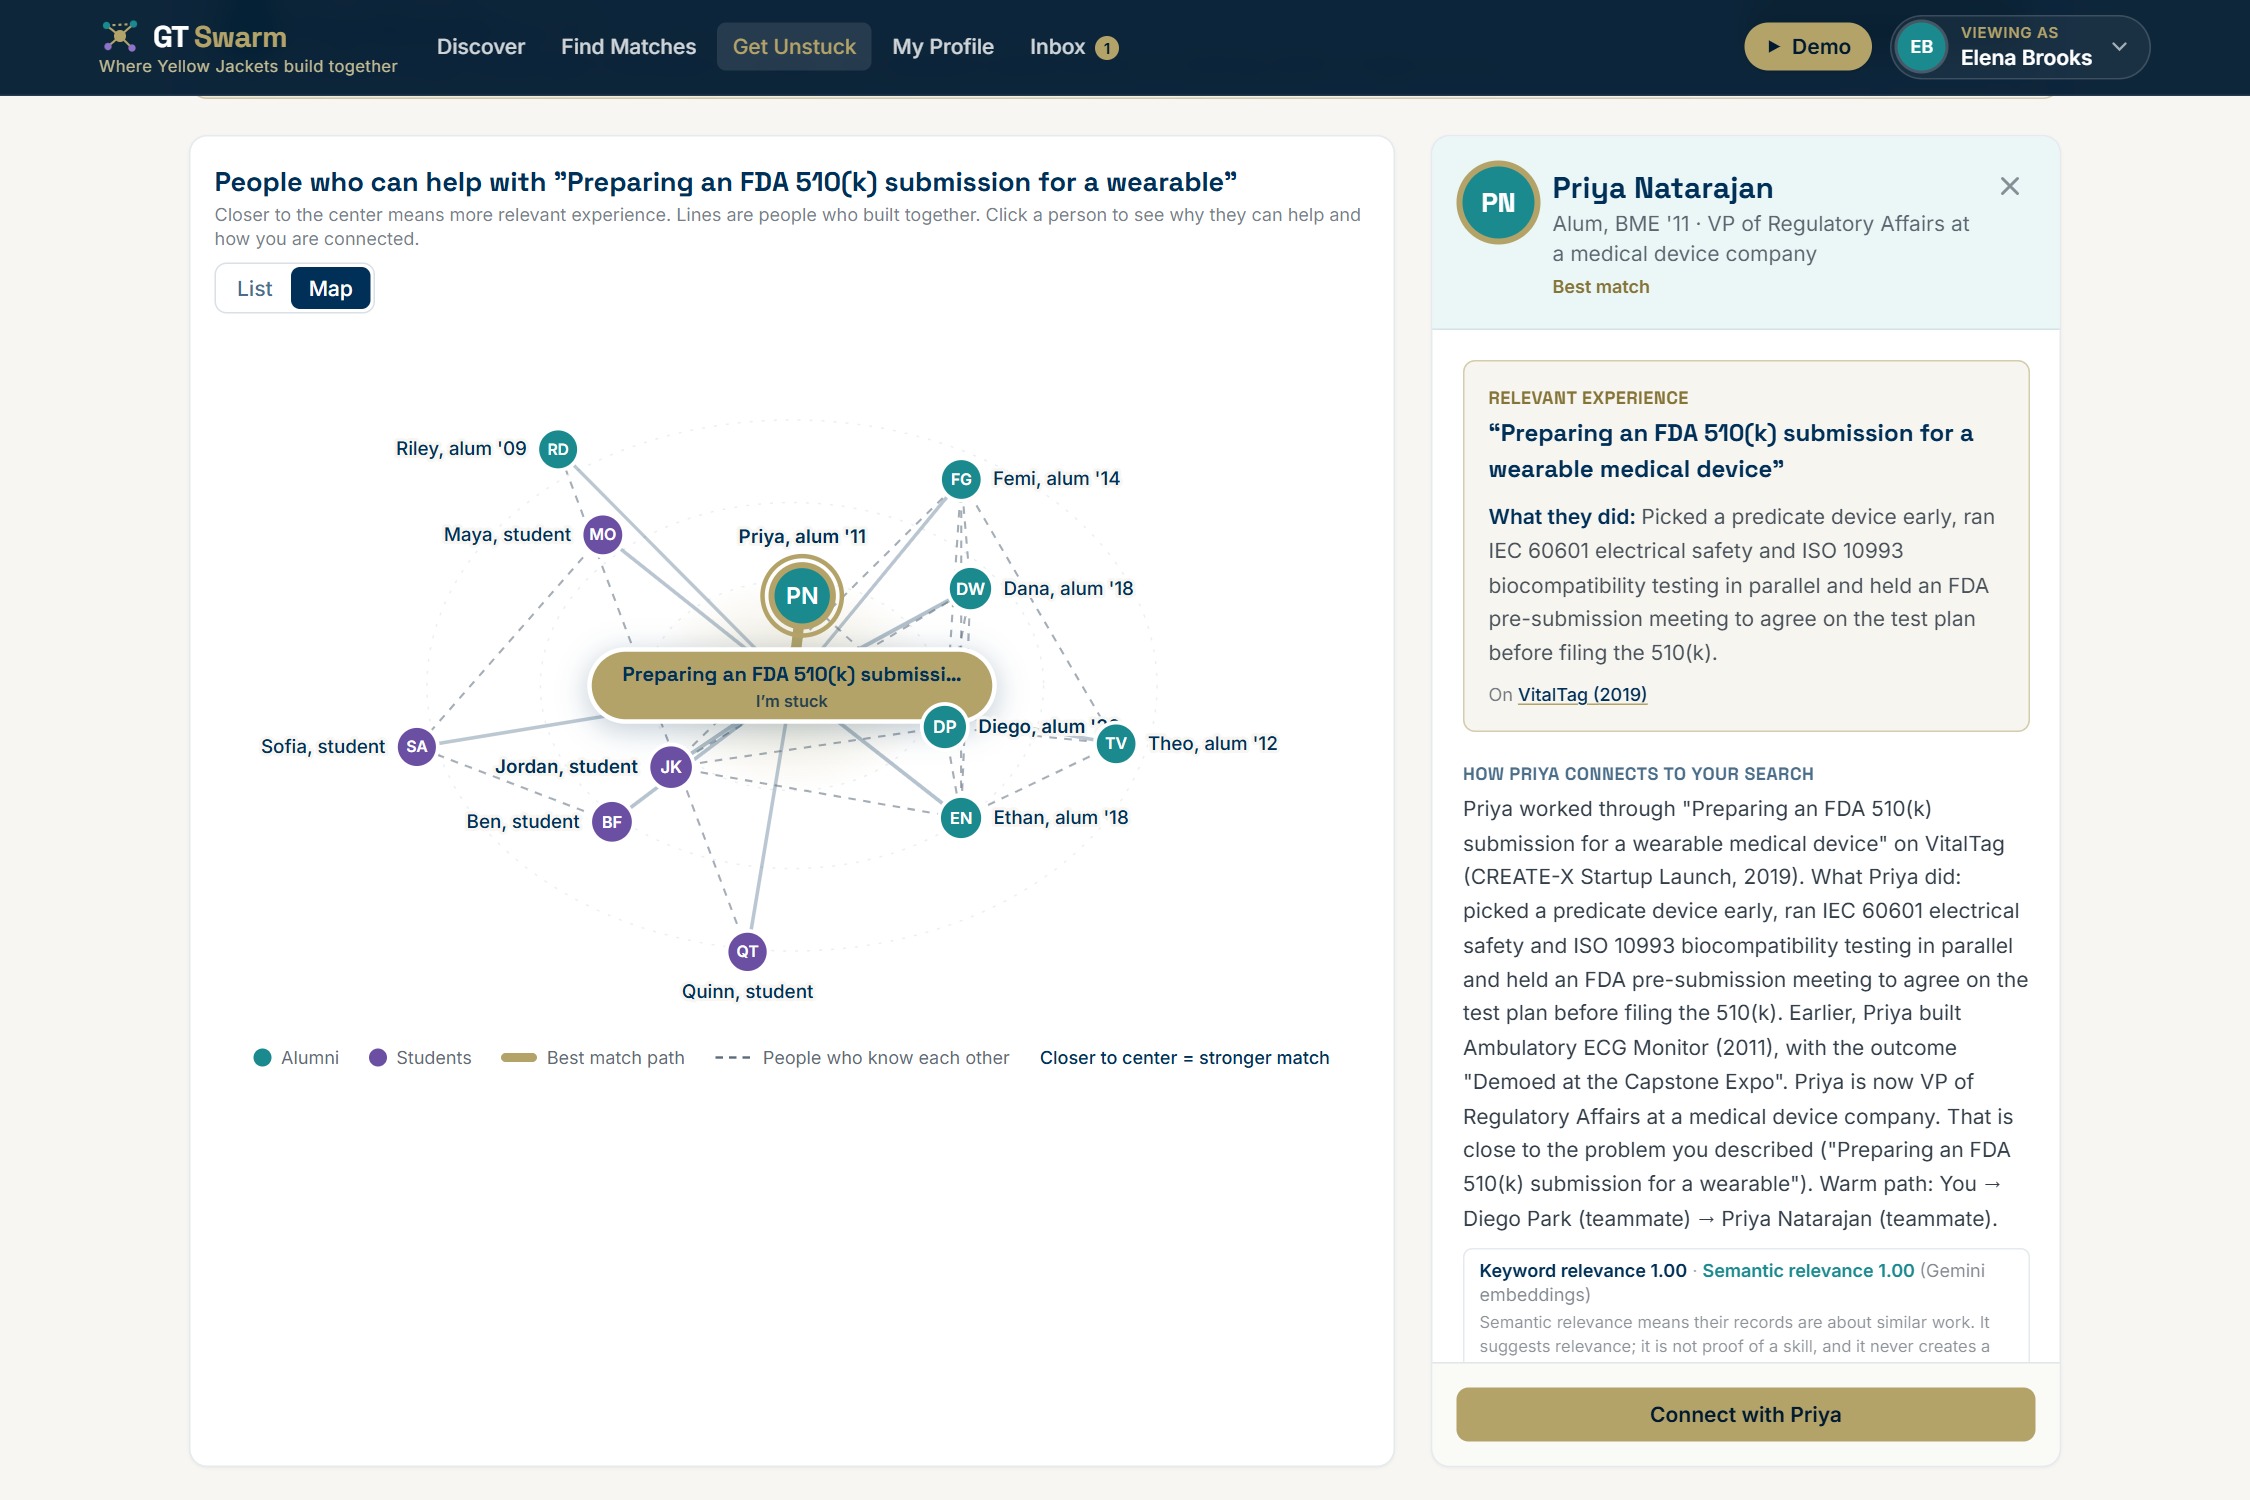 GT Swarm
Where Yellow Jackets build together
Discover
Find Matches
Get Unstuck
My Profile
Inbox 1
Demo
EB
VIEWING AS
Elena Brooks
People who can help with ”Preparing an FDA 510(k) submission for a wearable”
Closer to the center means more relevant experience. Lines are people who built together. Click a person to see why they can help and
how you are connected.
List
Map
Riley, alum '09
RD
FG
Femi, alum '14
Maya, student
MO
Priya, alum '11
PN
DW
Dana, alum '18
Preparing an FDA 510(k) submissi...
I'm stuck
DP
Diego, alum
Sofia, student
SA
TV
Theo, alum '12
Jordan, student
JK
Ben, student
BF
EN
Ethan, alum '18
QT
Quinn, student
Alumni
Students
Best match path
People who know each other
Closer to center = stronger match
PN
Priya Natarajan
Alum, BME '11 · VP of Regulatory Affairs at
a medical device company
Best match
RELEVANT EXPERIENCE
“Preparing an FDA 510(k) submission for a
wearable medical device”
What they did: Picked a predicate device early, ran
IEC 60601 electrical safety and ISO 10993
biocompatibility testing in parallel and held an FDA
pre-submission meeting to agree on the test plan
before filing the 510(k).
On VitalTag (2019)
HOW PRIYA CONNECTS TO YOUR SEARCH
Priya worked through "Preparing an FDA 510(k)
submission for a wearable medical device" on VitalTag
(CREATE-X Startup Launch, 2019). What Priya did:
picked a predicate device early, ran IEC 60601 electrical
safety and ISO 10993 biocompatibility testing in parallel
and held an FDA pre-submission meeting to agree on the
test plan before filing the 510(k). Earlier, Priya built
Ambulatory ECG Monitor (2011), with the outcome
"Demoed at the Capstone Expo". Priya is now VP of
Regulatory Affairs at a medical device company. That is
close to the problem you described ("Preparing an FDA
510(k) submission for a wearable"). Warm path: You →
Diego Park (teammate) → Priya Natarajan (teammate).
Keyword relevance 1.00 · Semantic relevance 1.00 (Gemini
embeddings)
Semantic relevance means their records are about similar work. It
suggests relevance; it is not proof of a skill, and it never creates a
Connect with Priya